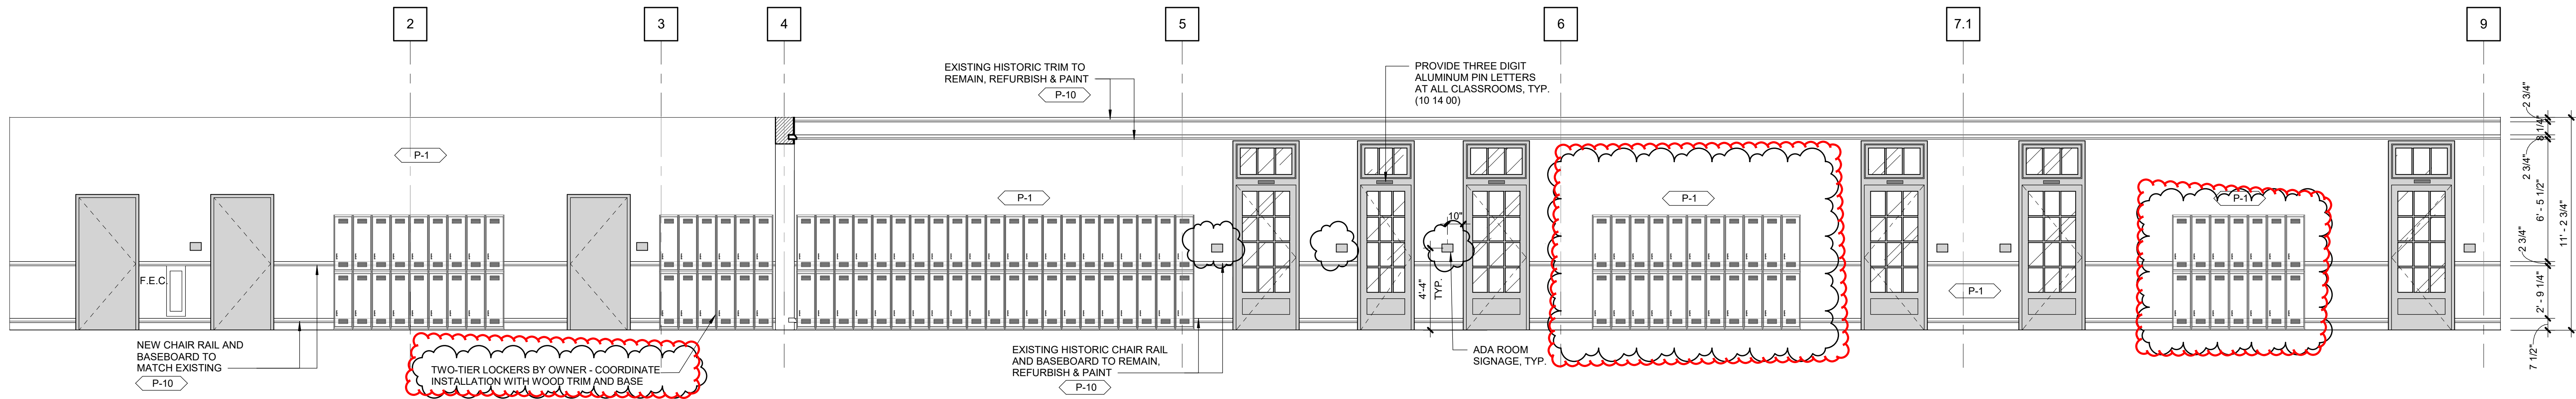 2
3
4
5
6
7.1
9
EXISTING HISTORIC TRIM TO
REMAIN, REFURBISH & PAINT
P-10
PROVIDE THREE DIGIT
ALUMINUM PIN LETTERS
AT ALL CLASSROOMS, TYP.
(10 14 00)
P-1
P-1
P-1
P-1
P-1
F.E.C.
10"
4'-4"
TYP.
2 3/4"
2 3/4"
6' - 5 1/2"
2 3/4"
2' - 9 1/4"
7 1/2"
11' - 2 3/4"
NEW CHAIR RAIL AND
BASEBOARD TO
MATCH EXISTING
P-10
TWO-TIER LOCKERS BY OWNER - COORDINATE
INSTALLATION WITH WOOD TRIM AND BASE
EXISTING HISTORIC CHAIR RAIL
AND BASEBOARD TO REMAIN,
REFURBISH & PAINT
P-10
ADA ROOM
SIGNAGE, TYP.